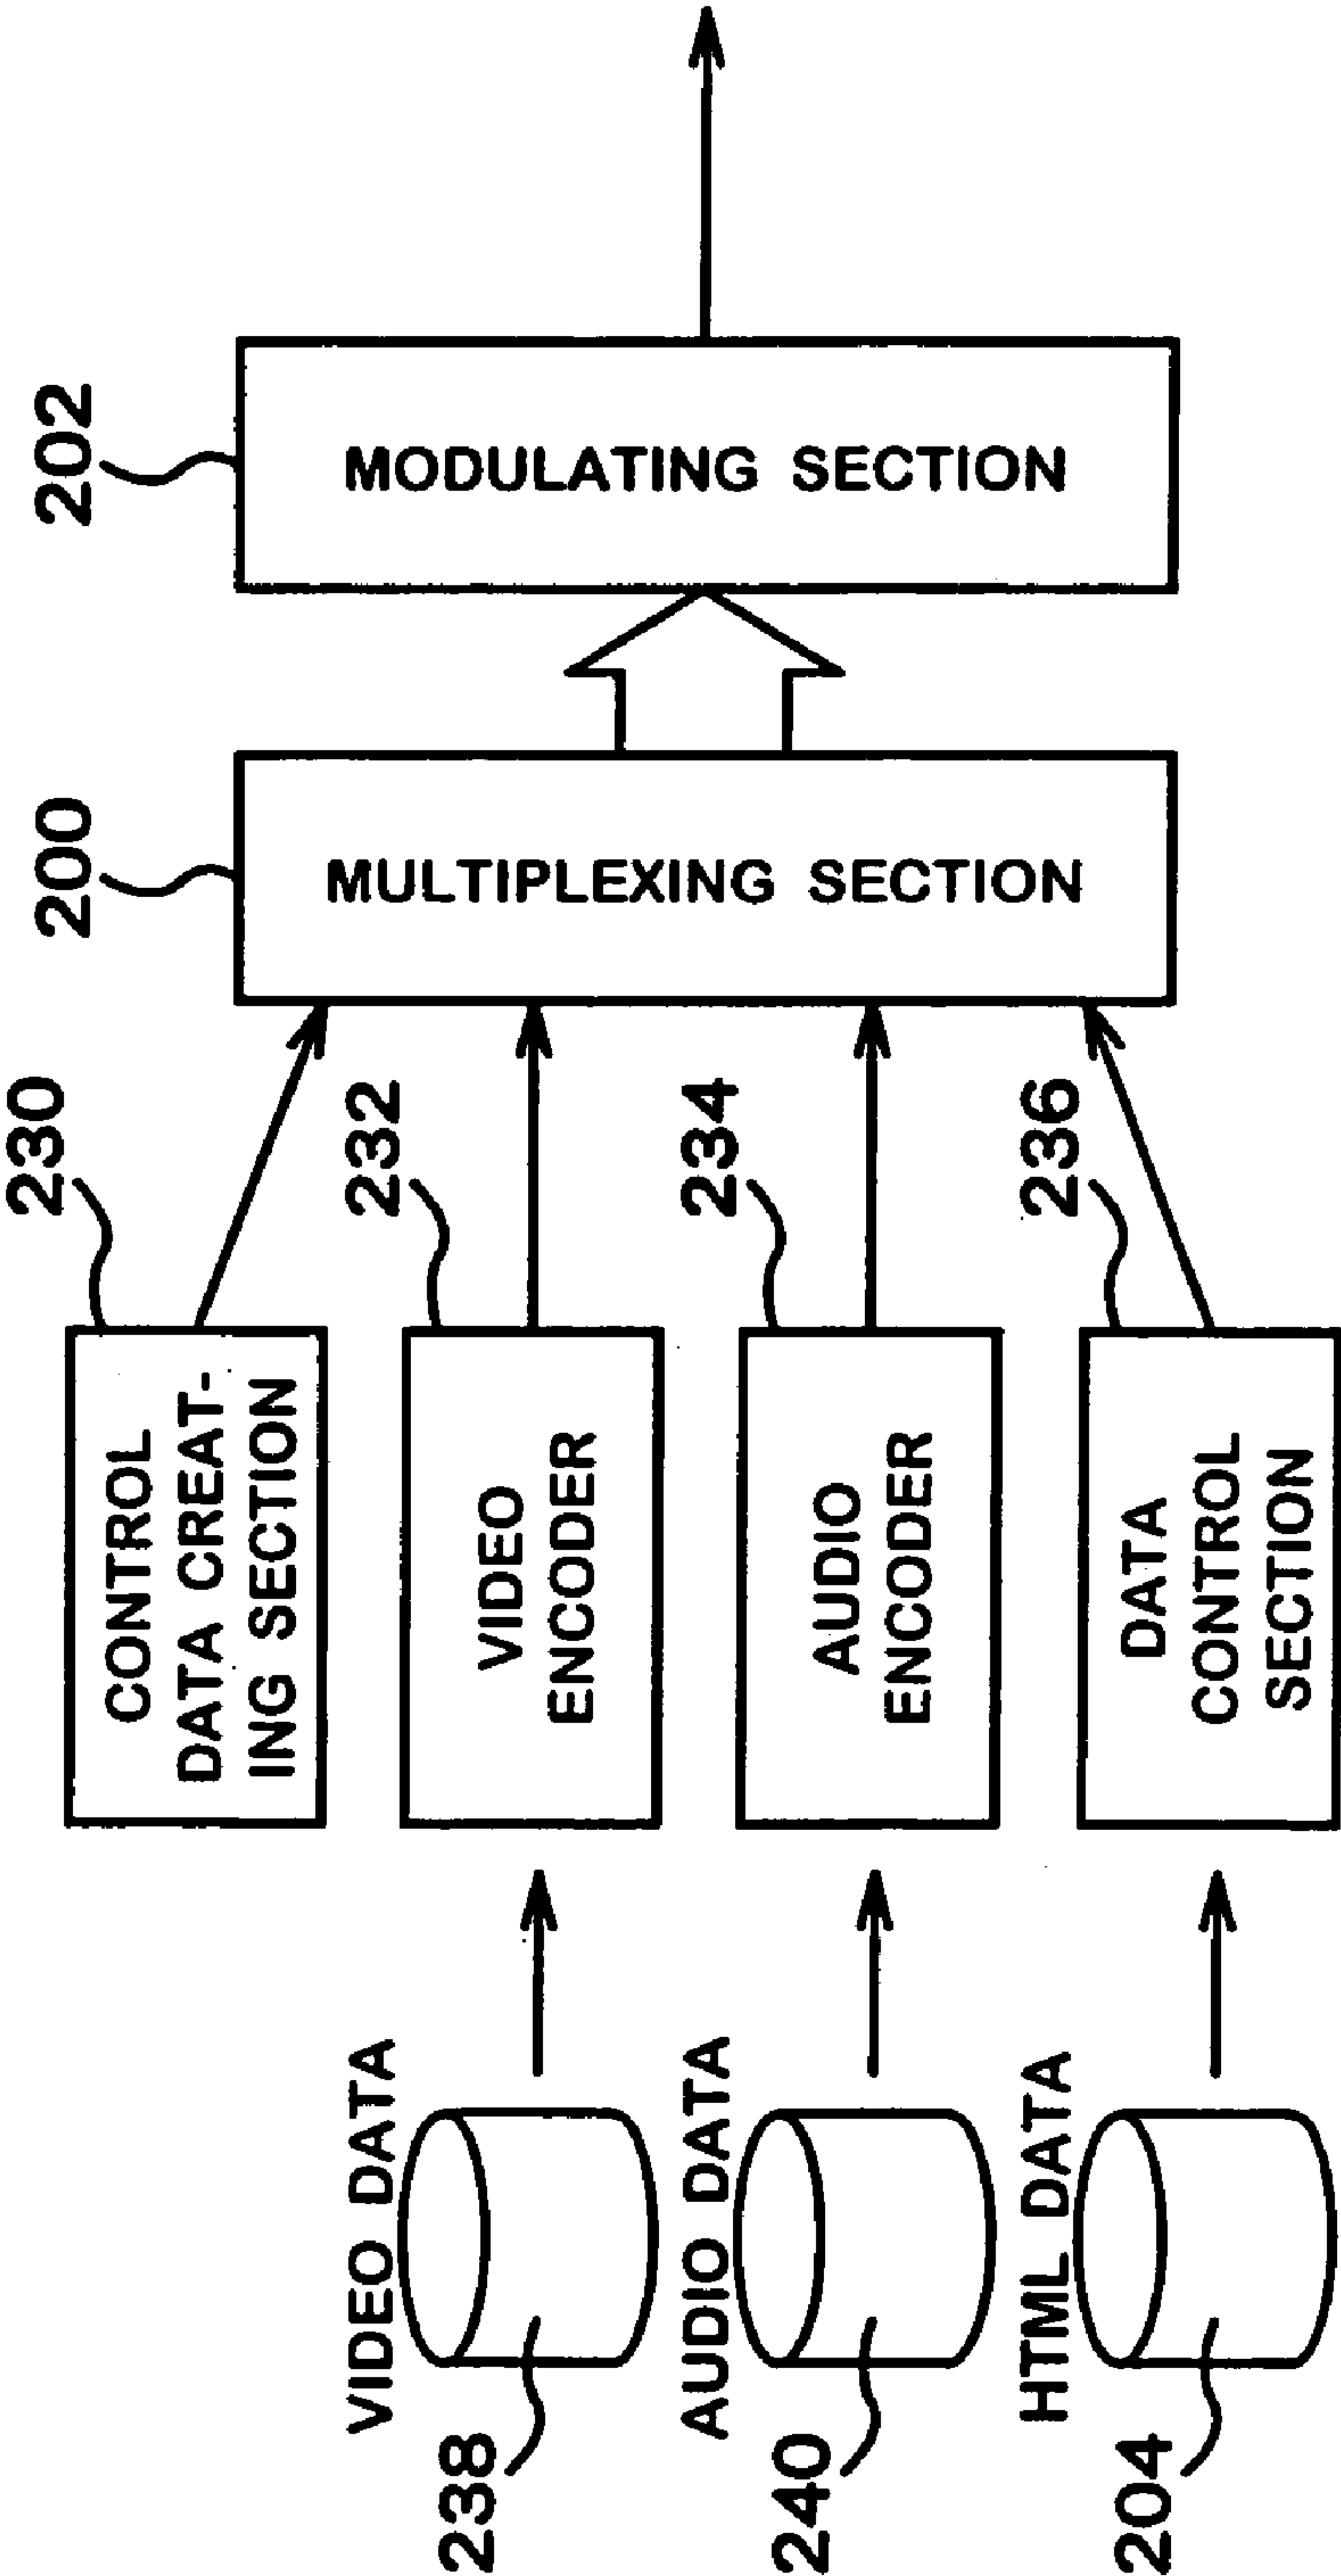 202
MODULATING SECTION
200
MULTIPLEXING SECTION
230
CONTROL
DATA CREAT-
ING SECTION
232
VIDEO
ENCODER
234
AUDIO
ENCODER
236
DATA
CONTROL
SECTION
VIDEO DATA
238
AUDIO DATA
240
HTML DATA
204